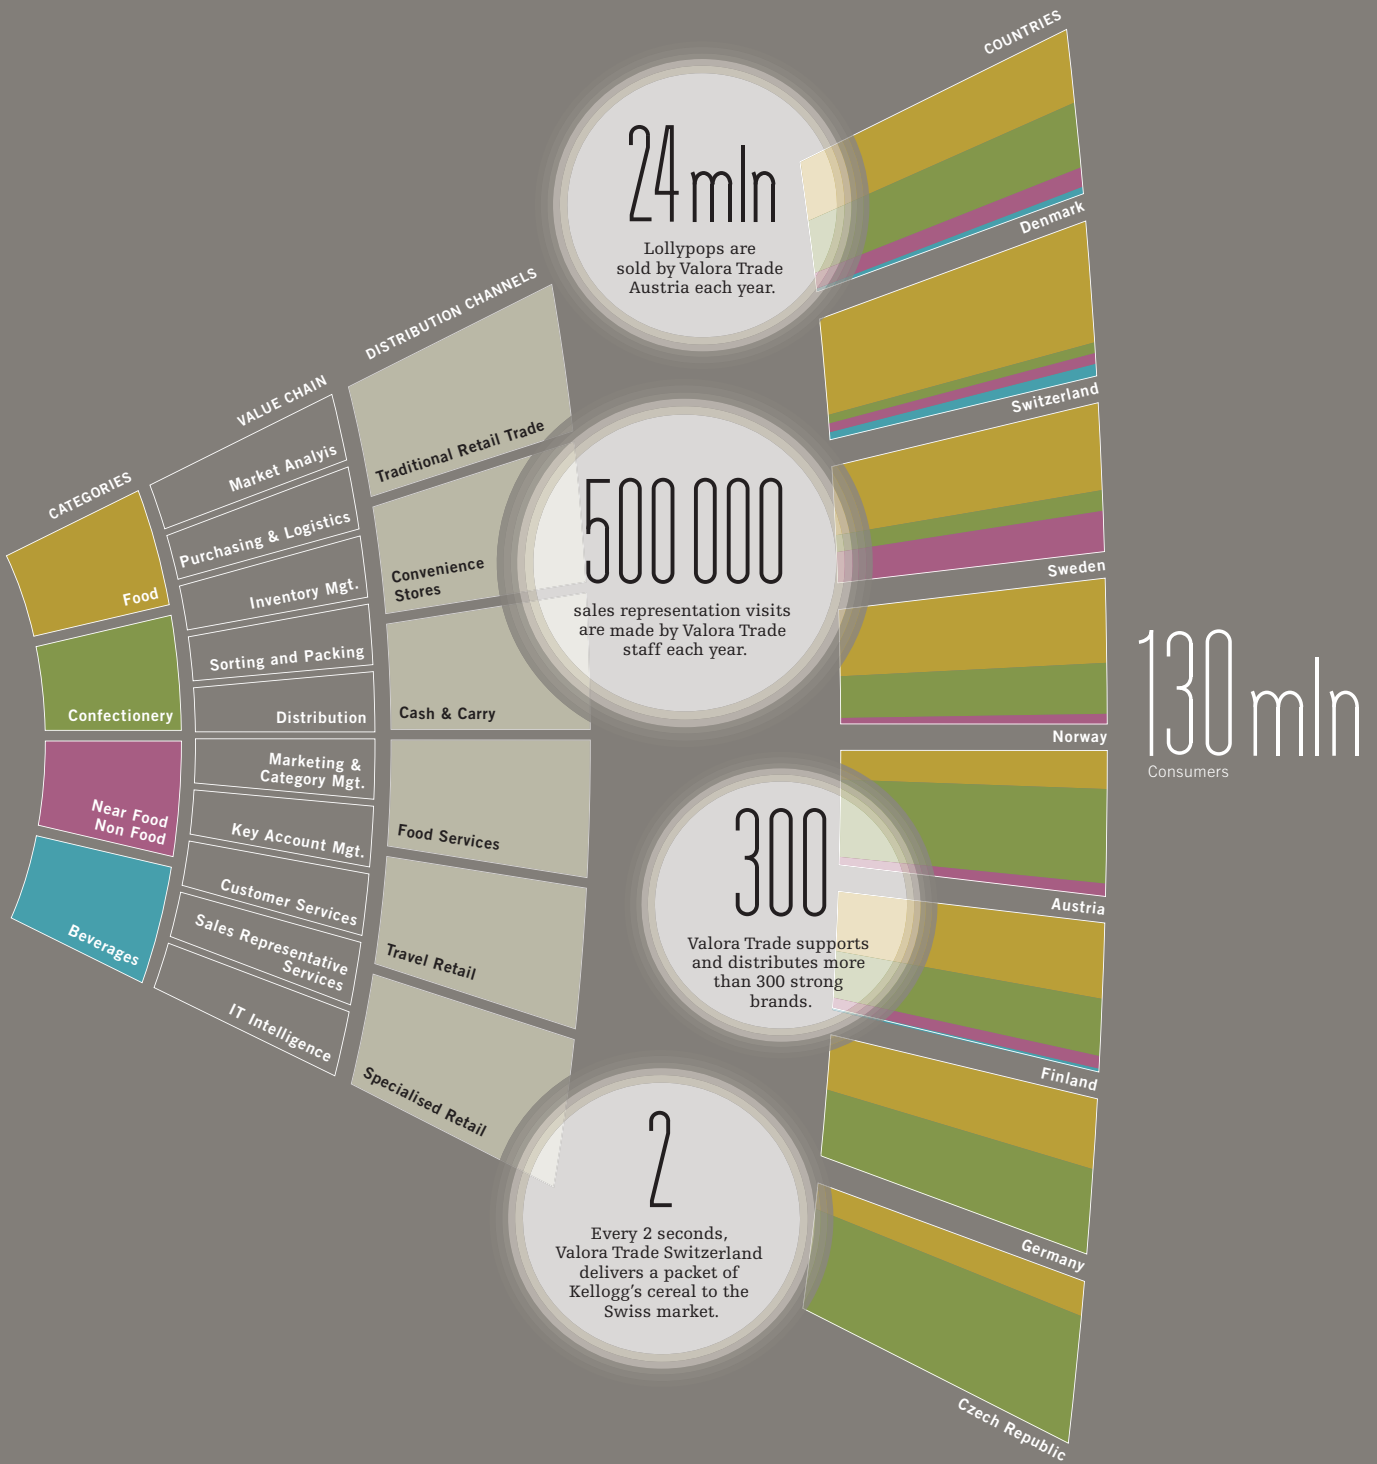 CATEGORIES
Food
Confectionery
Near Food
Non Food
Beverages
VALUE CHAIN
Market Analyis
Purchasing & Logistics
Inventory Mgt.
Sorting and Packing
Distribution
Marketing &
Category Mgt.
Key Account Mgt.
Customer Services
Sales Representative
Services
IT Intelligence
DISTRIBUTION CHANNELS
Traditional Retail Trade
Convenience
Stores
Cash & Carry
Food Services
Travel Retail
Specialised Retail
24 mln
Lollypops are
sold by Valora Trade
Austria each year.
500 000
sales representation visits
are made by Valora Trade
staff each year.
300
Valora Trade supports
and distributes more
than 300 strong
brands.
2
Every 2 seconds,
Valora Trade Switzerland
delivers a packet of
Kellogg's cereal to the
Swiss market.
COUNTRIES
Denmark
Switzerland
Sweden
Norway
Austria
Finland
Germany
Czech Republic
130 mln
Consumers